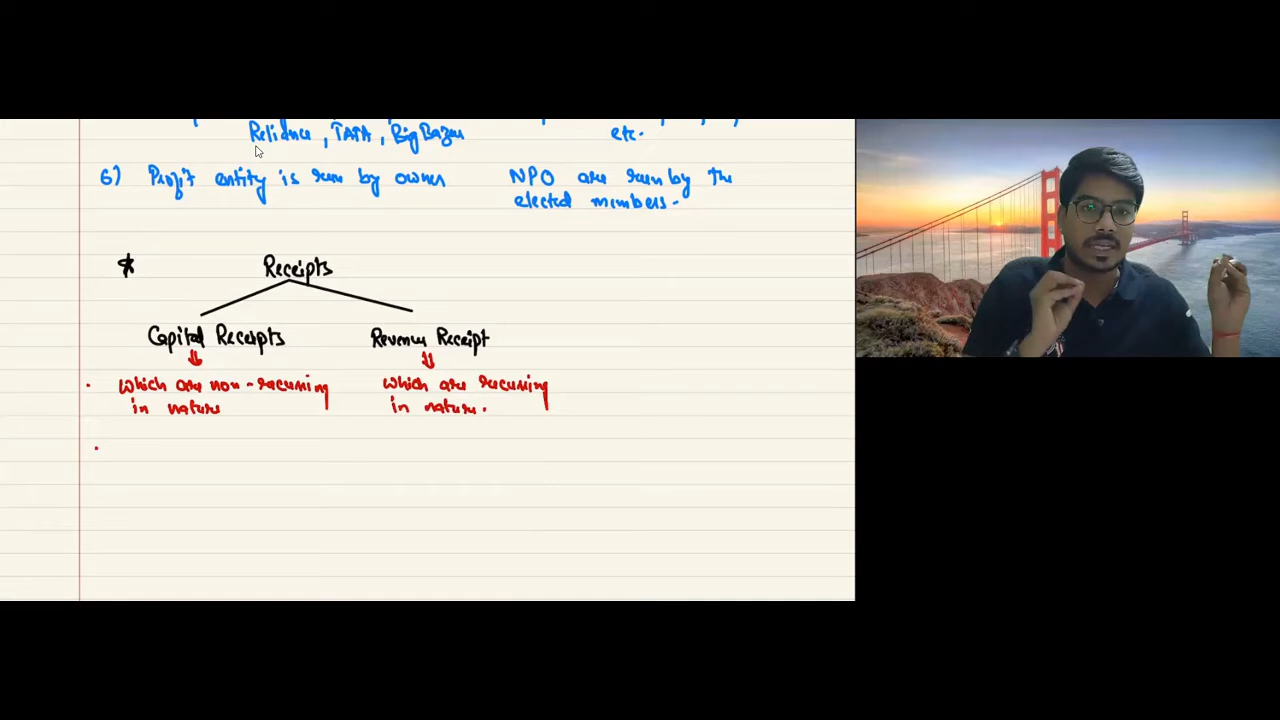 Reliance, TATA, Big Bazar
etc.
6) Profit entity is run by owner
NPO are run by the
elected members.
* Receipts
Capital Receipts
Revenue Receipt
. Which are non-recurring
in nature
Which are recurring
in nature.
.